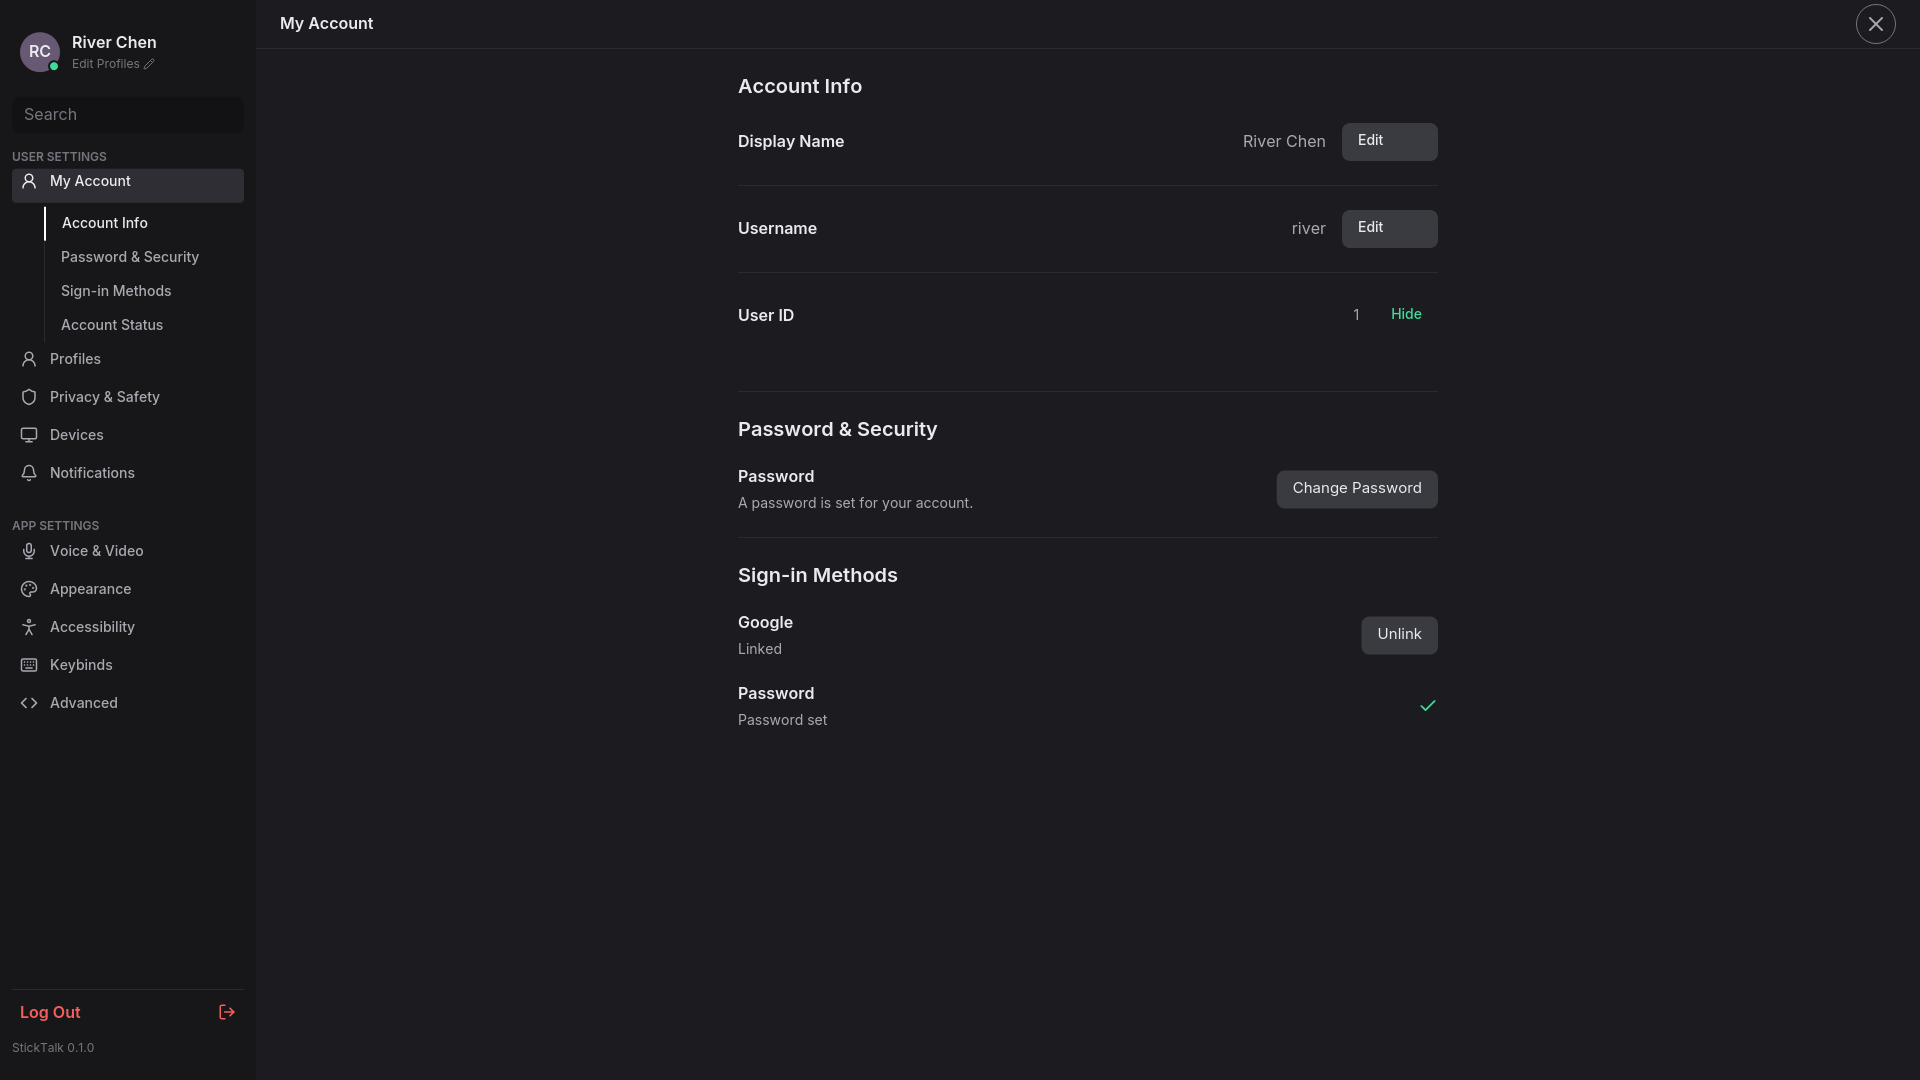 RC
River Chen
Edit Profiles
Search
USER SETTINGS
My Account
Account Info
Password & Security
Sign-in Methods
Account Status
Profiles
Privacy & Safety
Devices
Notifications
APP SETTINGS
Voice & Video
Appearance
Accessibility
Keybinds
Advanced
Log Out
StickTalk 0.1.0
My Account
Account Info
Display Name River Chen Edit
Username river Edit
User ID 1 Hide
Password & Security
Password
A password is set for your account.
Change Password
Sign-in Methods
Google
Linked
Unlink
Password
Password set